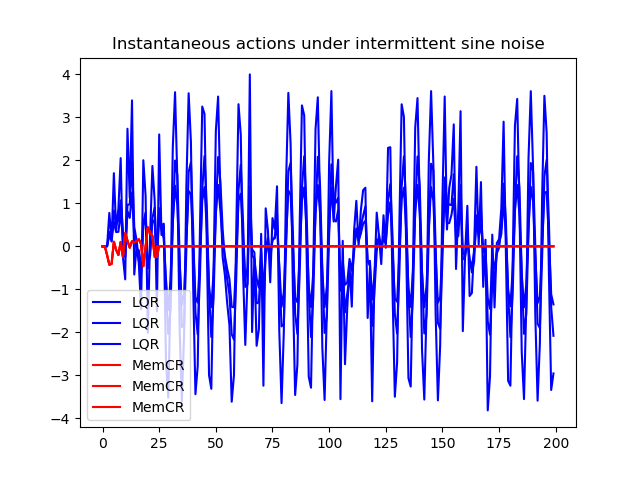 Instantaneous actions under intermittent sine noise
4
3
2
1
0
−1
−2
−3
−4
LQR
LQR
LQR
MemCR
MemCR
MemCR
0 25 50 75 100 125 150 175 200